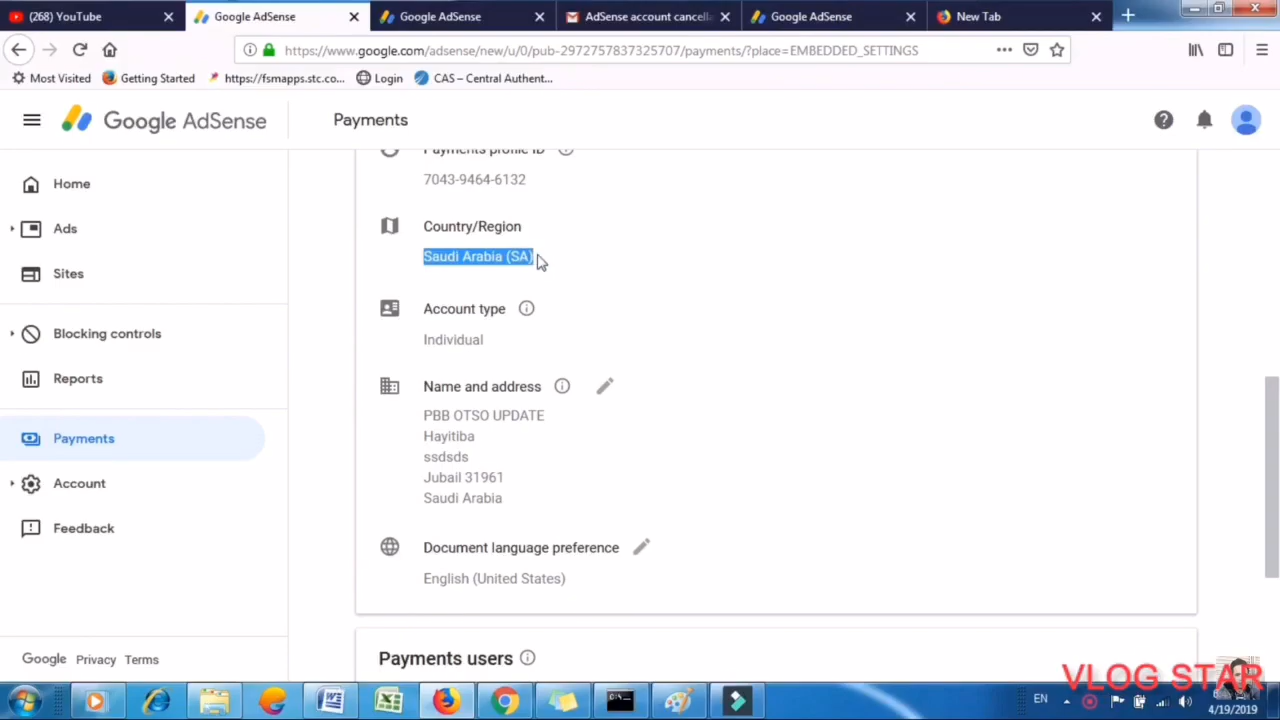 (268) YouTube
Google AdSense
Google AdSense
AdSense account cancella
Google AdSense
New Tab
https://www.google.com/adsense/new/u/0/pub-2972757837325707/payments/?place=EMBEDDED_SETTINGS
Most Visited
Getting Started
https://fsmapps.stc.co...
Login
CAS – Central Authent...
Google AdSense
Payments
Home
Ads
Sites
Blocking controls
Reports
Payments
Account
Feedback
Google
Privacy
Terms
Payments profile ID
7043-9464-6132
Country/Region
Saudi Arabia (SA)
Account type
Individual
Name and address
PBB OTSO UPDATE
Hayitiba
ssdsds
Jubail 31961
Saudi Arabia
Document language preference
English (United States)
Payments users
VLOG STAR
EN
4/19/2019